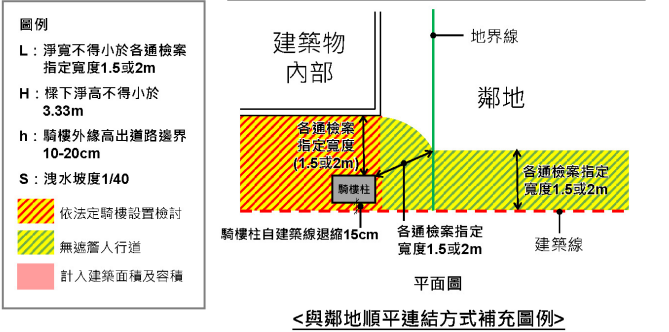 圖例
L：淨寬不得小於各通檢案
指定寬度1.5或2m
H：樑下淨高不得小於
3.33m
h：騎樓外緣高出道路邊界
10-20cm
S：洩水坡度1/40
依法定騎樓設置檢討
無遮簷人行道
計入建築面積及容積
建築物
內部
地界線
鄰地
各通檢案
指定寬度
(1.5或2m)
各通檢案指定
寬度1.5或2m
騎樓柱
騎樓柱自建築線退縮15cm
各通檢案指定
寬度1.5或2m
建築線
平面圖
<與鄰地順平連結方式補充圖例>